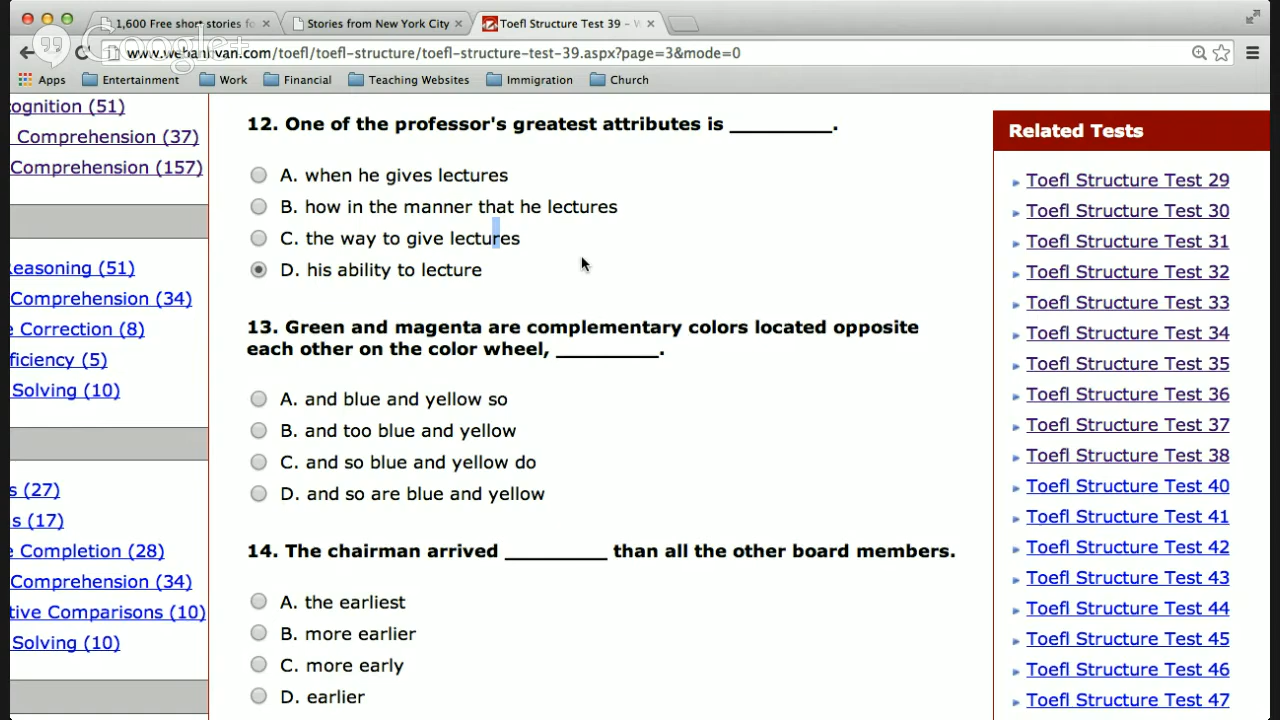 1,600 Free short stories fo
Stories from New York City
Toefl Structure Test 39 –
Google+
www.webanrvan.com/toefl/toefl-structure/toefl-structure-test-39.aspx?page=3&mode=0
Apps Entertainment Work Financial Teaching Websites Immigration Church
ognition (51)
Comprehension (37)
Comprehension (157)
easoning (51)
Comprehension (34)
e Correction (8)
ficiency (5)
Solving (10)
s (27)
s (17)
e Completion (28)
Comprehension (34)
tive Comparisons (10)
Solving (10)
12. One of the professor's greatest attributes is _________.
A. when he gives lectures
B. how in the manner that he lectures
C. the way to give lectures
D. his ability to lecture
13. Green and magenta are complementary colors located opposite
each other on the color wheel, _________.
A. and blue and yellow so
B. and too blue and yellow
C. and so blue and yellow do
D. and so are blue and yellow
14. The chairman arrived _________ than all the other board members.
A. the earliest
B. more earlier
C. more early
D. earlier
Related Tests
Toefl Structure Test 29
Toefl Structure Test 30
Toefl Structure Test 31
Toefl Structure Test 32
Toefl Structure Test 33
Toefl Structure Test 34
Toefl Structure Test 35
Toefl Structure Test 36
Toefl Structure Test 37
Toefl Structure Test 38
Toefl Structure Test 40
Toefl Structure Test 41
Toefl Structure Test 42
Toefl Structure Test 43
Toefl Structure Test 44
Toefl Structure Test 45
Toefl Structure Test 46
Toefl Structure Test 47